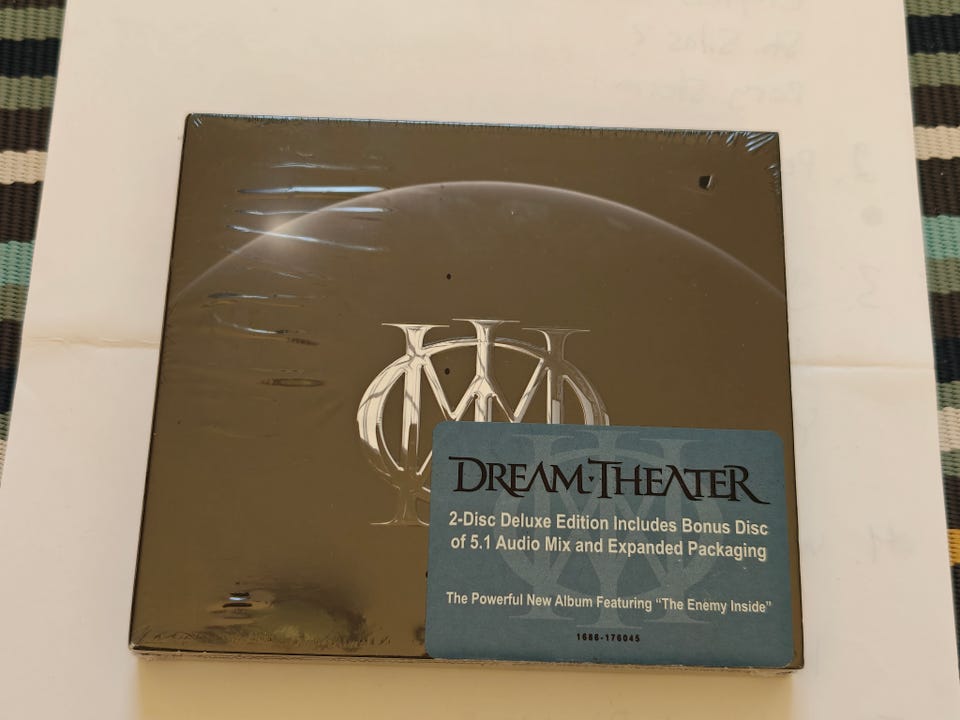 DREAM THEATER
2-Disc Deluxe Edition Includes Bonus Disc
of 5.1 Audio Mix and Expanded Packaging
The Powerful New Album Featuring "The Enemy Inside"
1686-176045